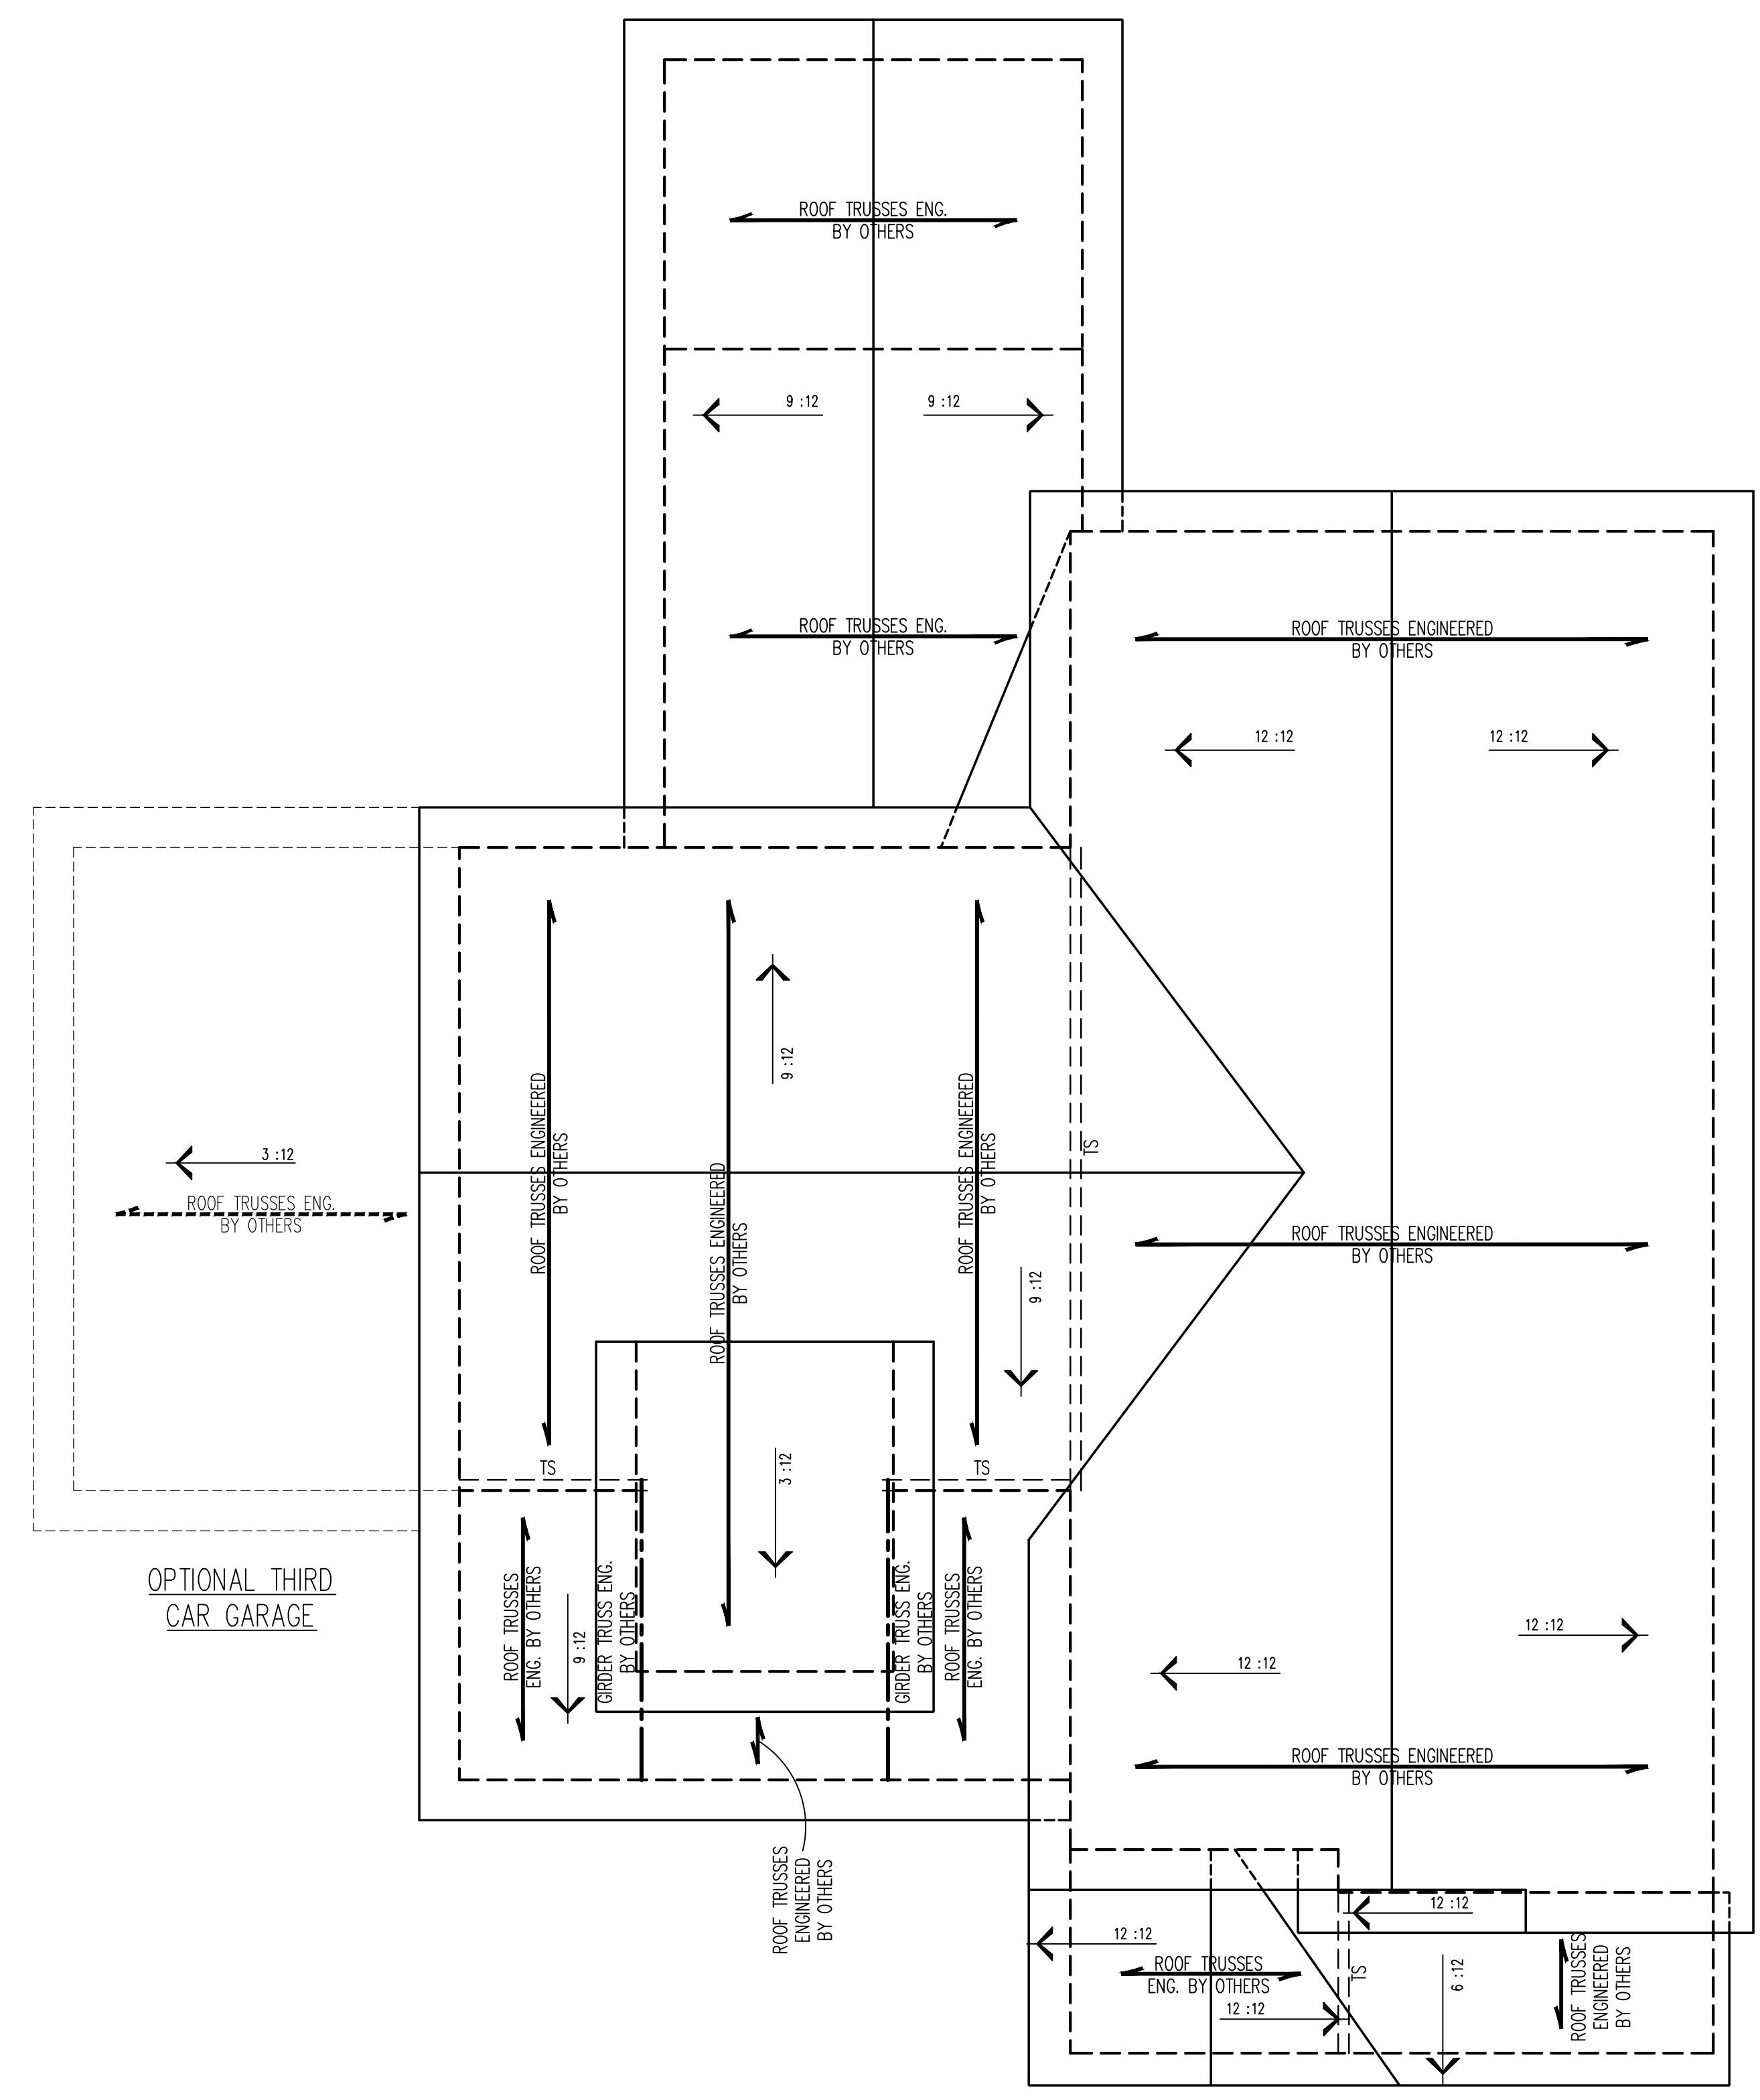 ROOF TRUSSES ENG.
BY OTHERS
9 :12
9 :12
ROOF TRUSSES ENG.
BY OTHERS
ROOF TRUSSES ENGINEERED
BY OTHERS
12 :12
12 :12
9 :12
ROOF TRUSSES ENGINEERED
BY OTHERS
ROOF TRUSSES ENGINEERED
BY OTHERS
ROOF TRUSSES ENGINEERED
BY OTHERS
TS
3 :12
ROOF TRUSSES ENG.
BY OTHERS
ROOF TRUSSES ENGINEERED
BY OTHERS
9 :12
TS
3 :12
TS
OPTIONAL THIRD
CAR GARAGE
ROOF TRUSSES
ENG. BY OTHERS
9 :12
GIRDER TRUSS ENG.
BY OTHERS
GIRDER TRUSS ENG.
BY OTHERS
ROOF TRUSSES
ENG. BY OTHERS
12 :12
12 :12
ROOF TRUSSES ENGINEERED
BY OTHERS
ROOF TRUSSES
ENGINEERED
BY OTHERS
12 :12
12 :12
ROOF TRUSSES
ENG. BY OTHERS
12 :12
TS
6 :12
ROOF TRUSSES
ENGINEERED
BY OTHERS